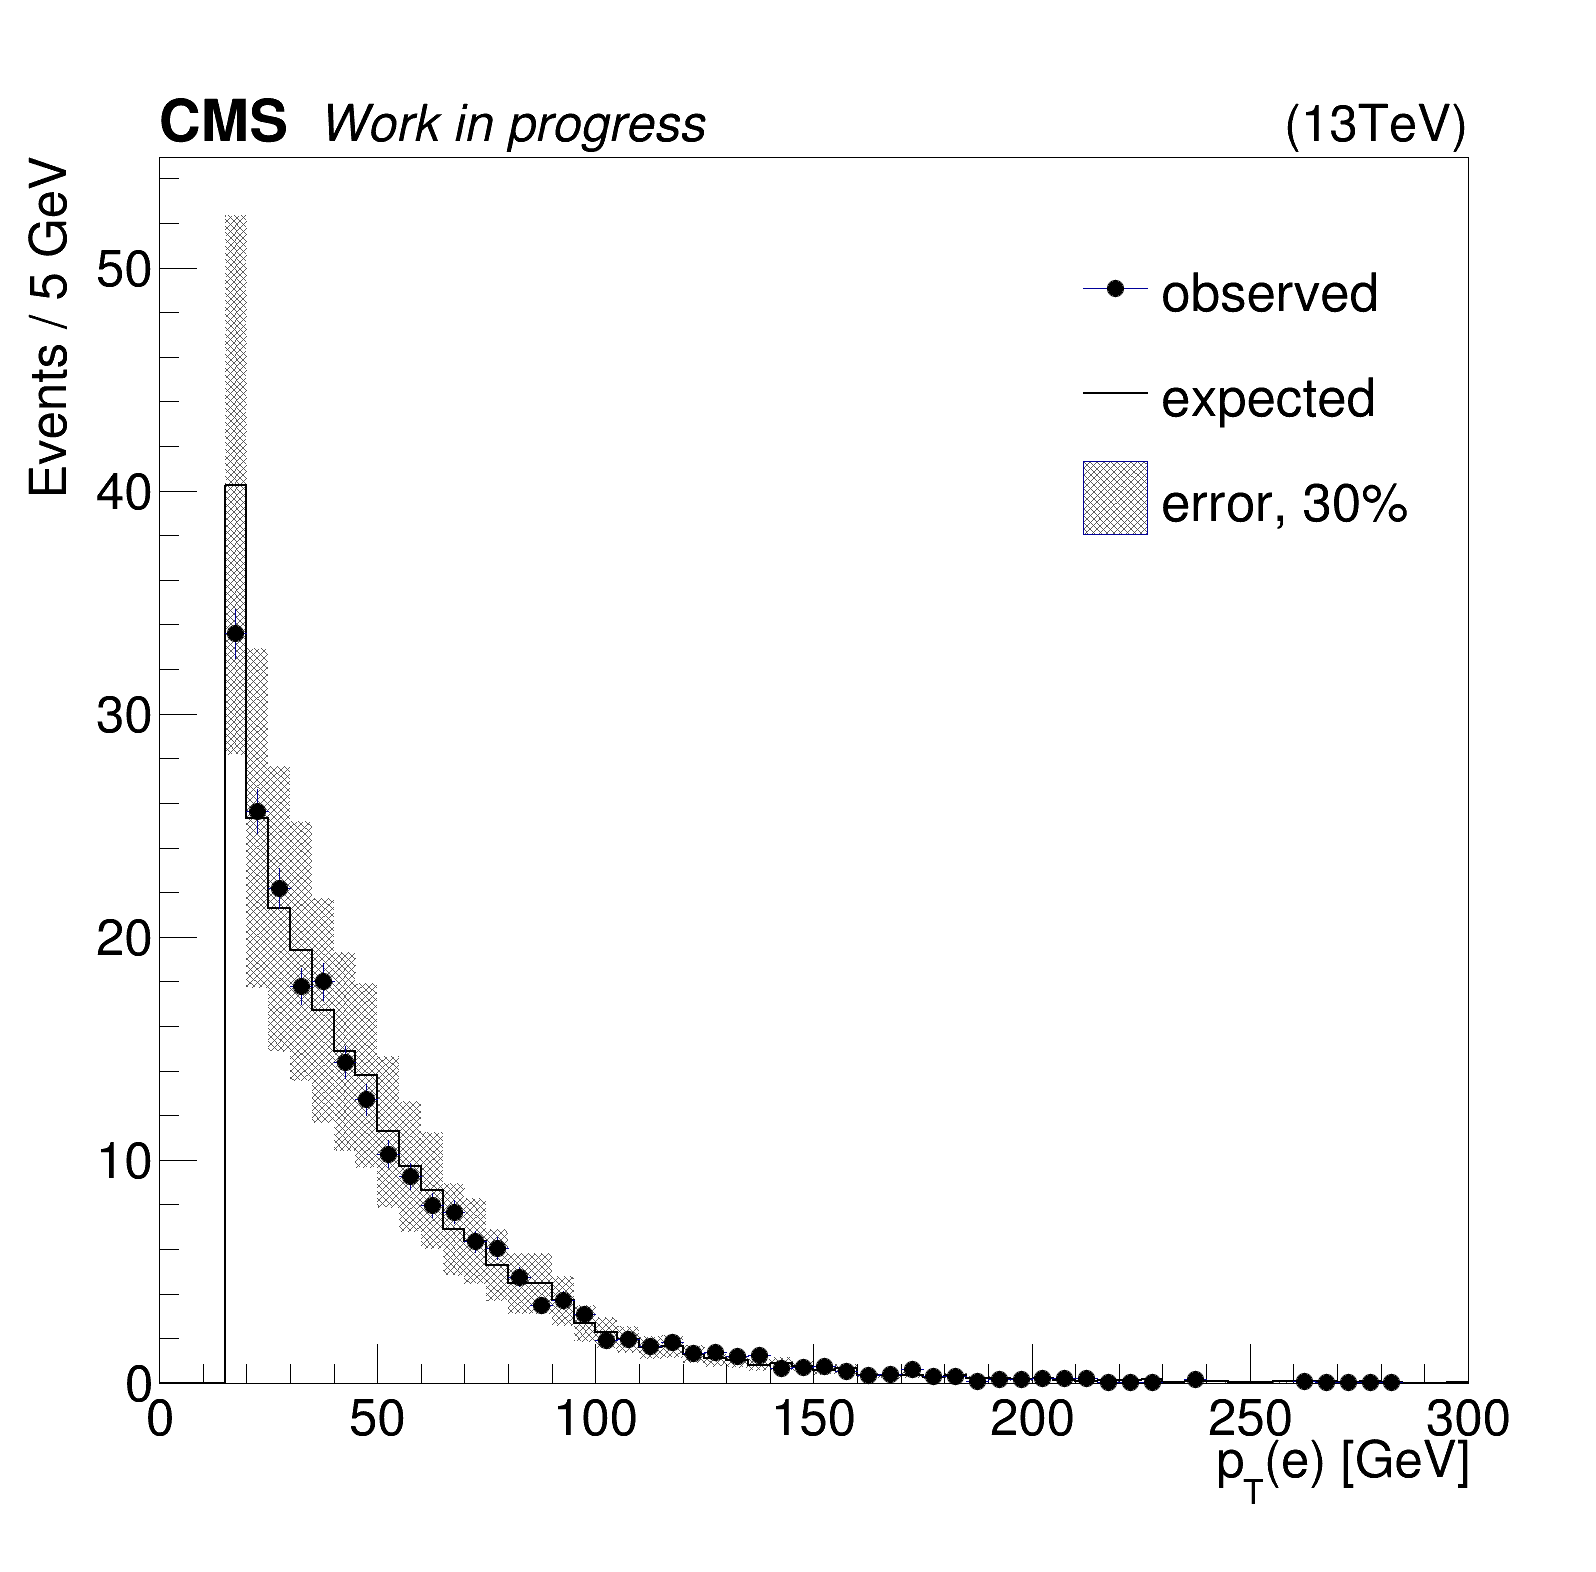 CMS Work in progress (13TeV)
Events / 5 GeV
observed
expected
error, 30%
50
40
30
20
10
0
0 50 100 150 200 250 300
pT(e) [GeV]